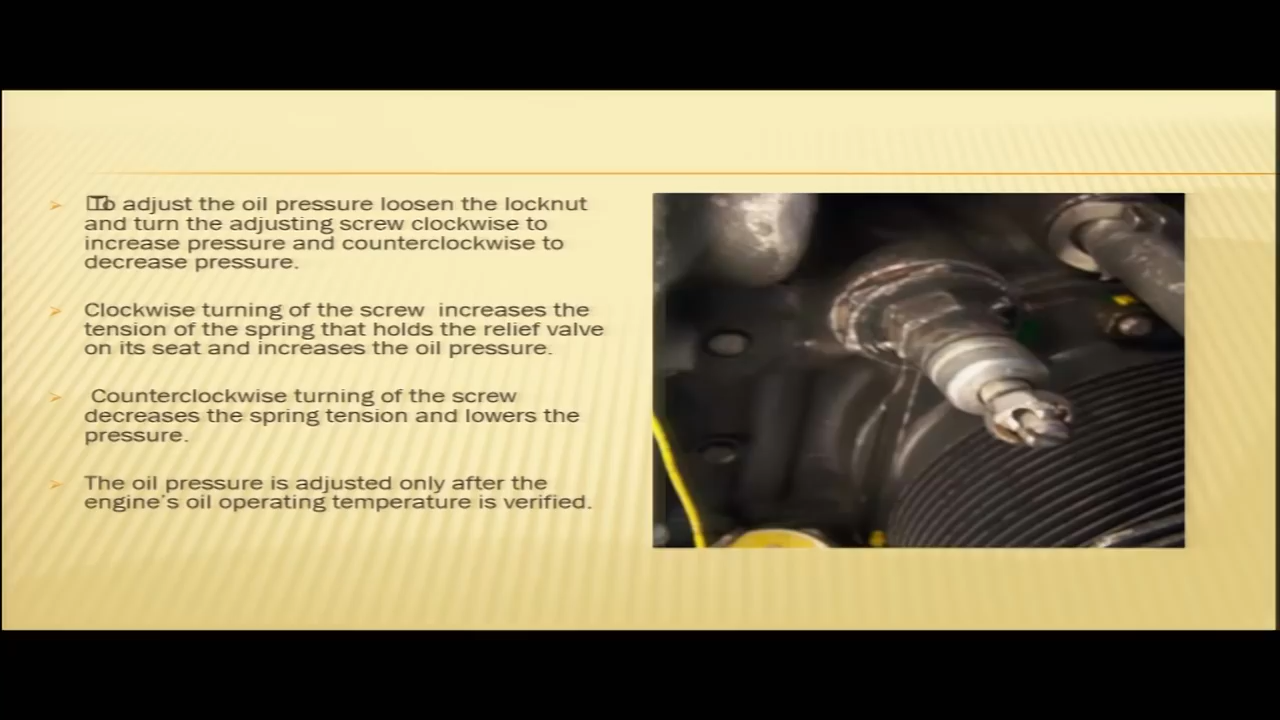 To adjust the oil pressure loosen the locknut
and turn the adjusting screw clockwise to
increase pressure and counterclockwise to
decrease pressure.
Clockwise turning of the screw increases the
tension of the spring that holds the relief valve
on its seat and increases the oil pressure.
Counterclockwise turning of the screw
decreases the spring tension and lowers the
pressure.
The oil pressure is adjusted only after the
engine's oil operating temperature is verified.